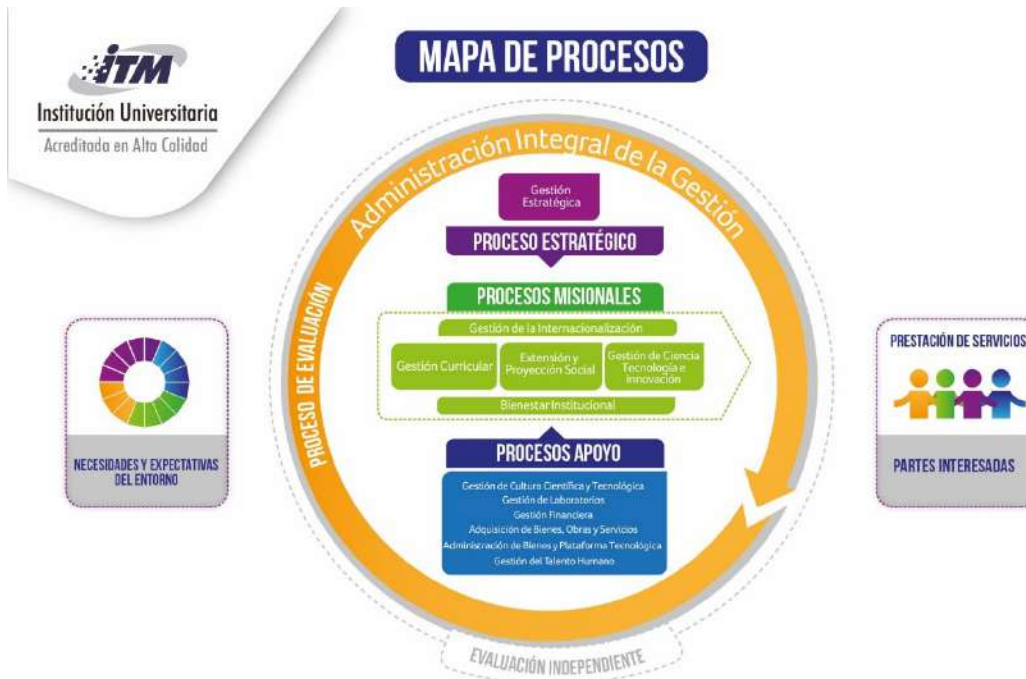 iTM
Institución Universitaria
Acreditada en Alta Calidad
MAPA DE PROCESOS
Administración Integral de la Gestión
PROCESO DE EVALUACIÓN
Gestión
Estratégica
PROCESO ESTRATÉGICO
PROCESOS MISIONALES
Gestión de la Internacionalización
Gestión Curricular
Extensión y
Proyección Social
Gestión de Ciencia
Tecnología e
Innovación
Bienestar Institucional
PROCESOS APOYO
Gestión de Cultura Científica y Tecnológica
Gestión de Laboratorios
Gestión Financiera
Adquisición de Bienes, Obras y Servicios
Administración de Bienes y Plataforma Tecnológica
Gestión del Talento Humano
NECESIDADES Y EXPECTATIVAS
DEL ENTORNO
PRESTACIÓN DE SERVICIOS
PARTES INTERESADAS
EVALUACIÓN INDEPENDIENTE